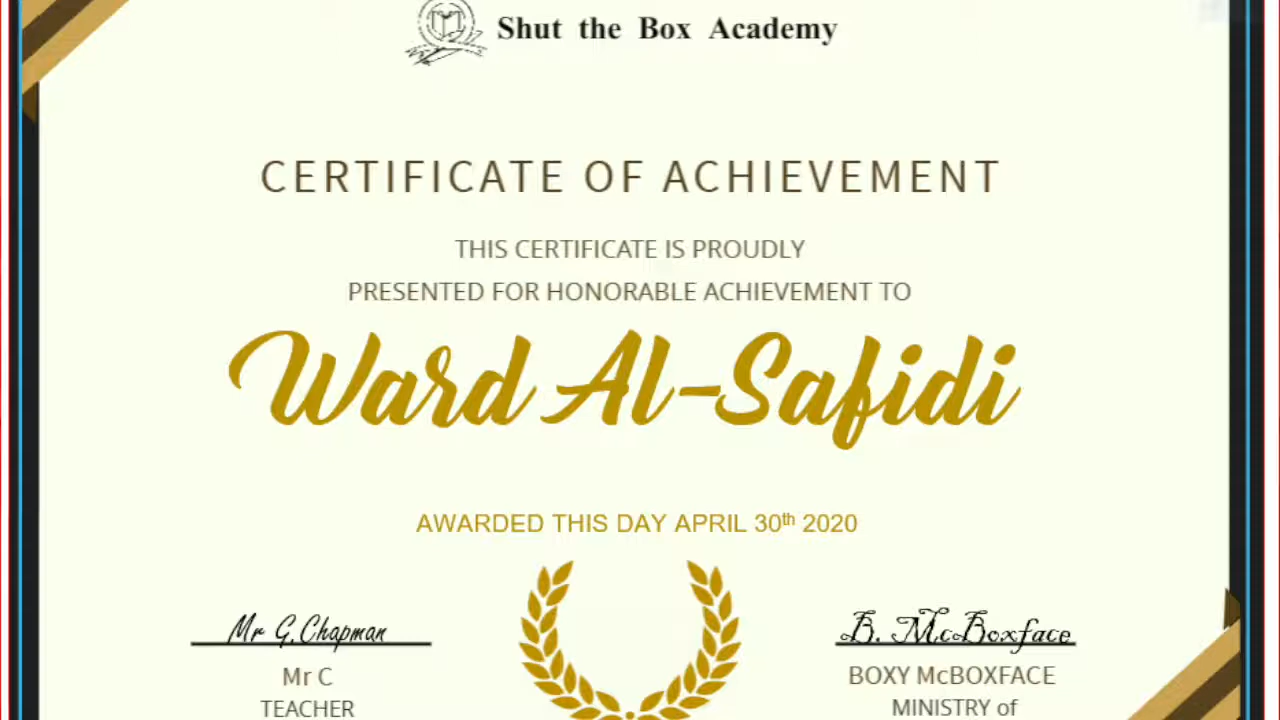 Shut the Box Academy
CERTIFICATE OF ACHIEVEMENT
THIS CERTIFICATE IS PROUDLY
PRESENTED FOR HONORABLE ACHIEVEMENT TO
Ward Al-Safidi
AWARDED THIS DAY APRIL 30th 2020
Mr G.Chapman
B. McBoxface
Mr C
BOXY McBOXFACE
TEACHER
MINISTRY of